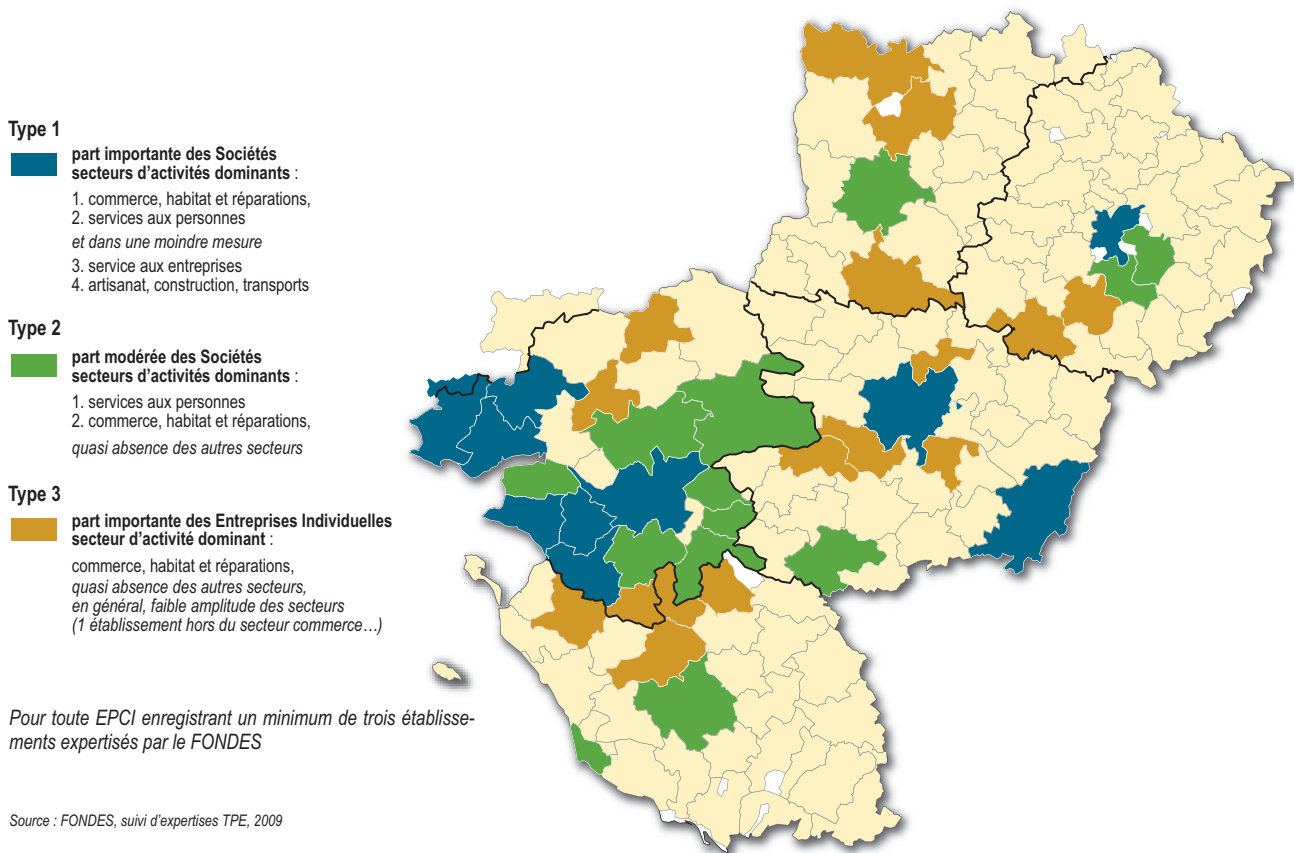 Type 1
part importante des Sociétés
secteurs d'activités dominants :
1. commerce, habitat et réparations,
2. services aux personnes
et dans une moindre mesure
3. service aux entreprises
4. artisanat, construction, transports
Type 2
part modérée des Sociétés
secteurs d'activités dominants :
1. services aux personnes
2. commerce, habitat et réparations,
quasi absence des autres secteurs
Type 3
part importante des Entreprises Individuelles
secteur d'activité dominant :
commerce, habitat et réparations,
quasi absence des autres secteurs,
en général, faible amplitude des secteurs
(1 établissement hors du secteur commerce…)
Pour toute EPCI enregistrant un minimum de trois établisse-
ments expertisés par le FONDES
Source : FONDES, suivi d'expertises TPE, 2009